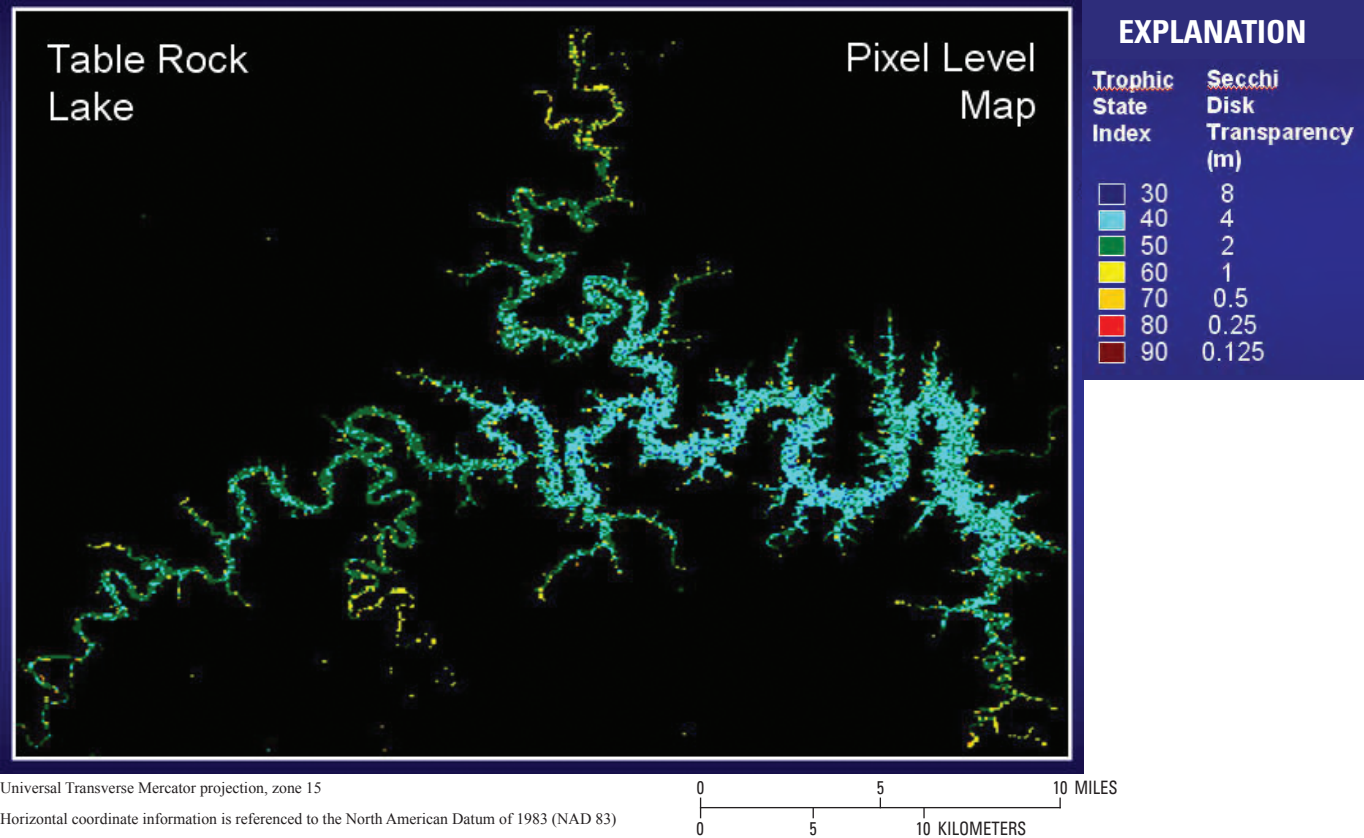 Table Rock
Lake
Pixel Level
Map
EXPLANATION
Trophic State Index
Secchi Disk Transparency (m)
30 8
40 4
50 2
60 1
70 0.5
80 0.25
90 0.125
Universal Transverse Mercator projection, zone 15
Horizontal coordinate information is referenced to the North American Datum of 1983 (NAD 83)
0 5 10 MILES
0 5 10 KILOMETERS